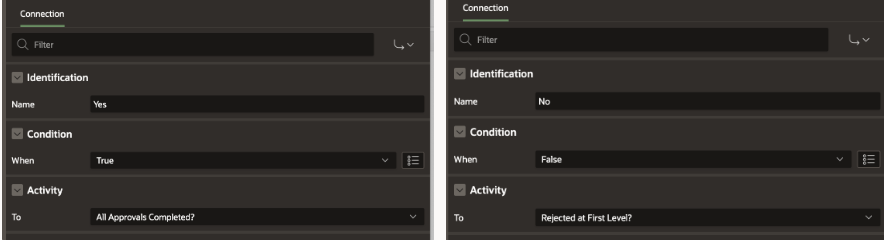 Connection
Filter
Identification
Name Yes
Condition
When True
Activity
To All Approvals Completed?
Connection
Filter
Identification
Name No
Condition
When False
Activity
To Rejected at First Level?